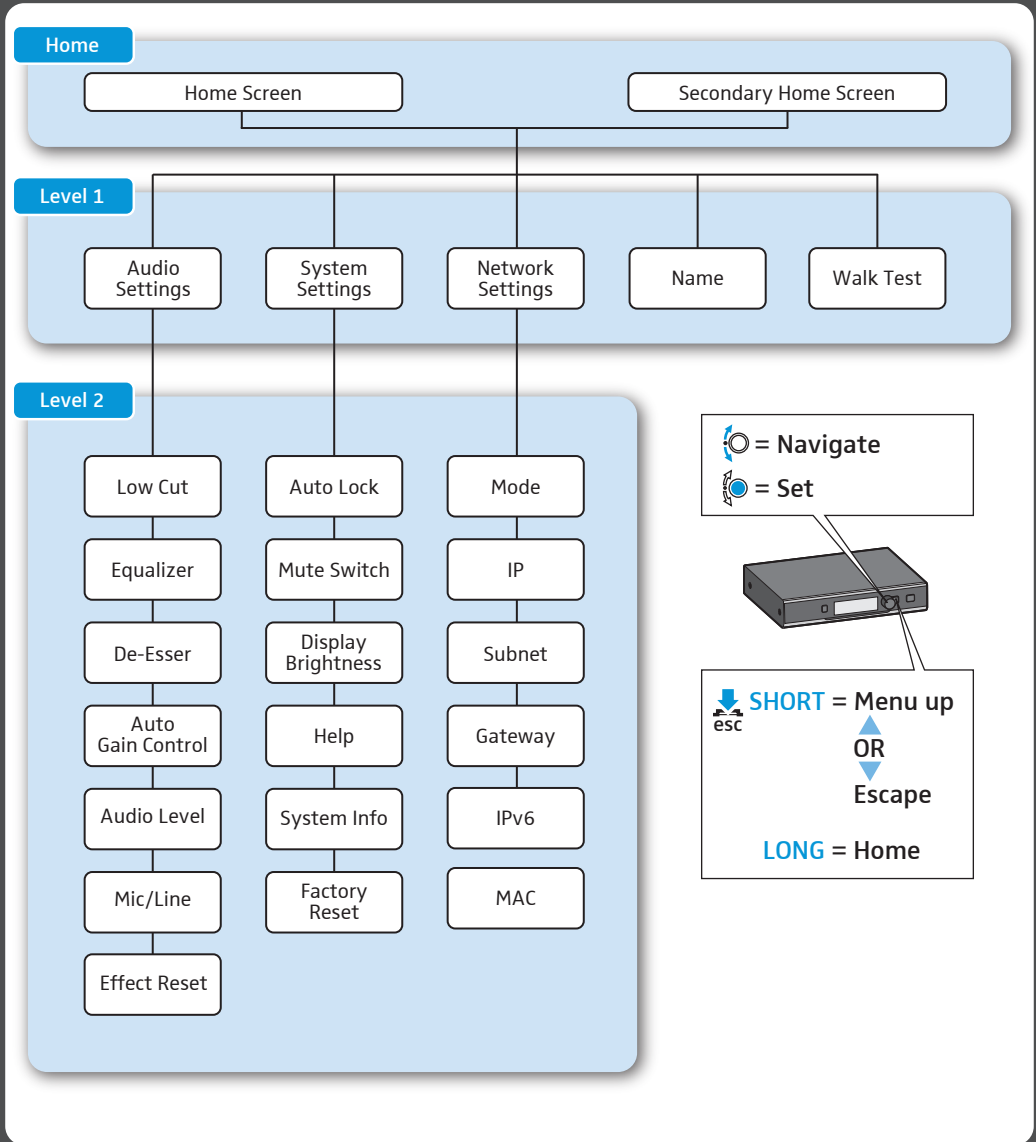 Home
Home Screen
Secondary Home Screen
Level 1
Audio
Settings
System
Settings
Network
Settings
Name
Walk Test
Level 2
Low Cut
Equalizer
De-Esser
Auto
Gain Control
Audio Level
Mic/Line
Effect Reset
Auto Lock
Mute Switch
Display
Brightness
Help
System Info
Factory
Reset
Mode
IP
Subnet
Gateway
IPv6
MAC
= Navigate
= Set
esc SHORT = Menu up
OR
Escape
LONG = Home